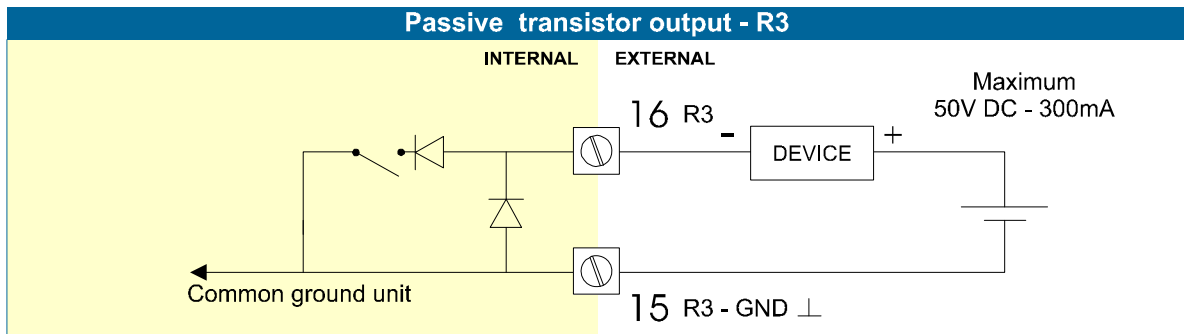 Passive transistor output - R3
INTERNAL EXTERNAL
Maximum
50V DC - 300mA
16 R3
- DEVICE +
Common ground unit
15 R3 - GND ⊥